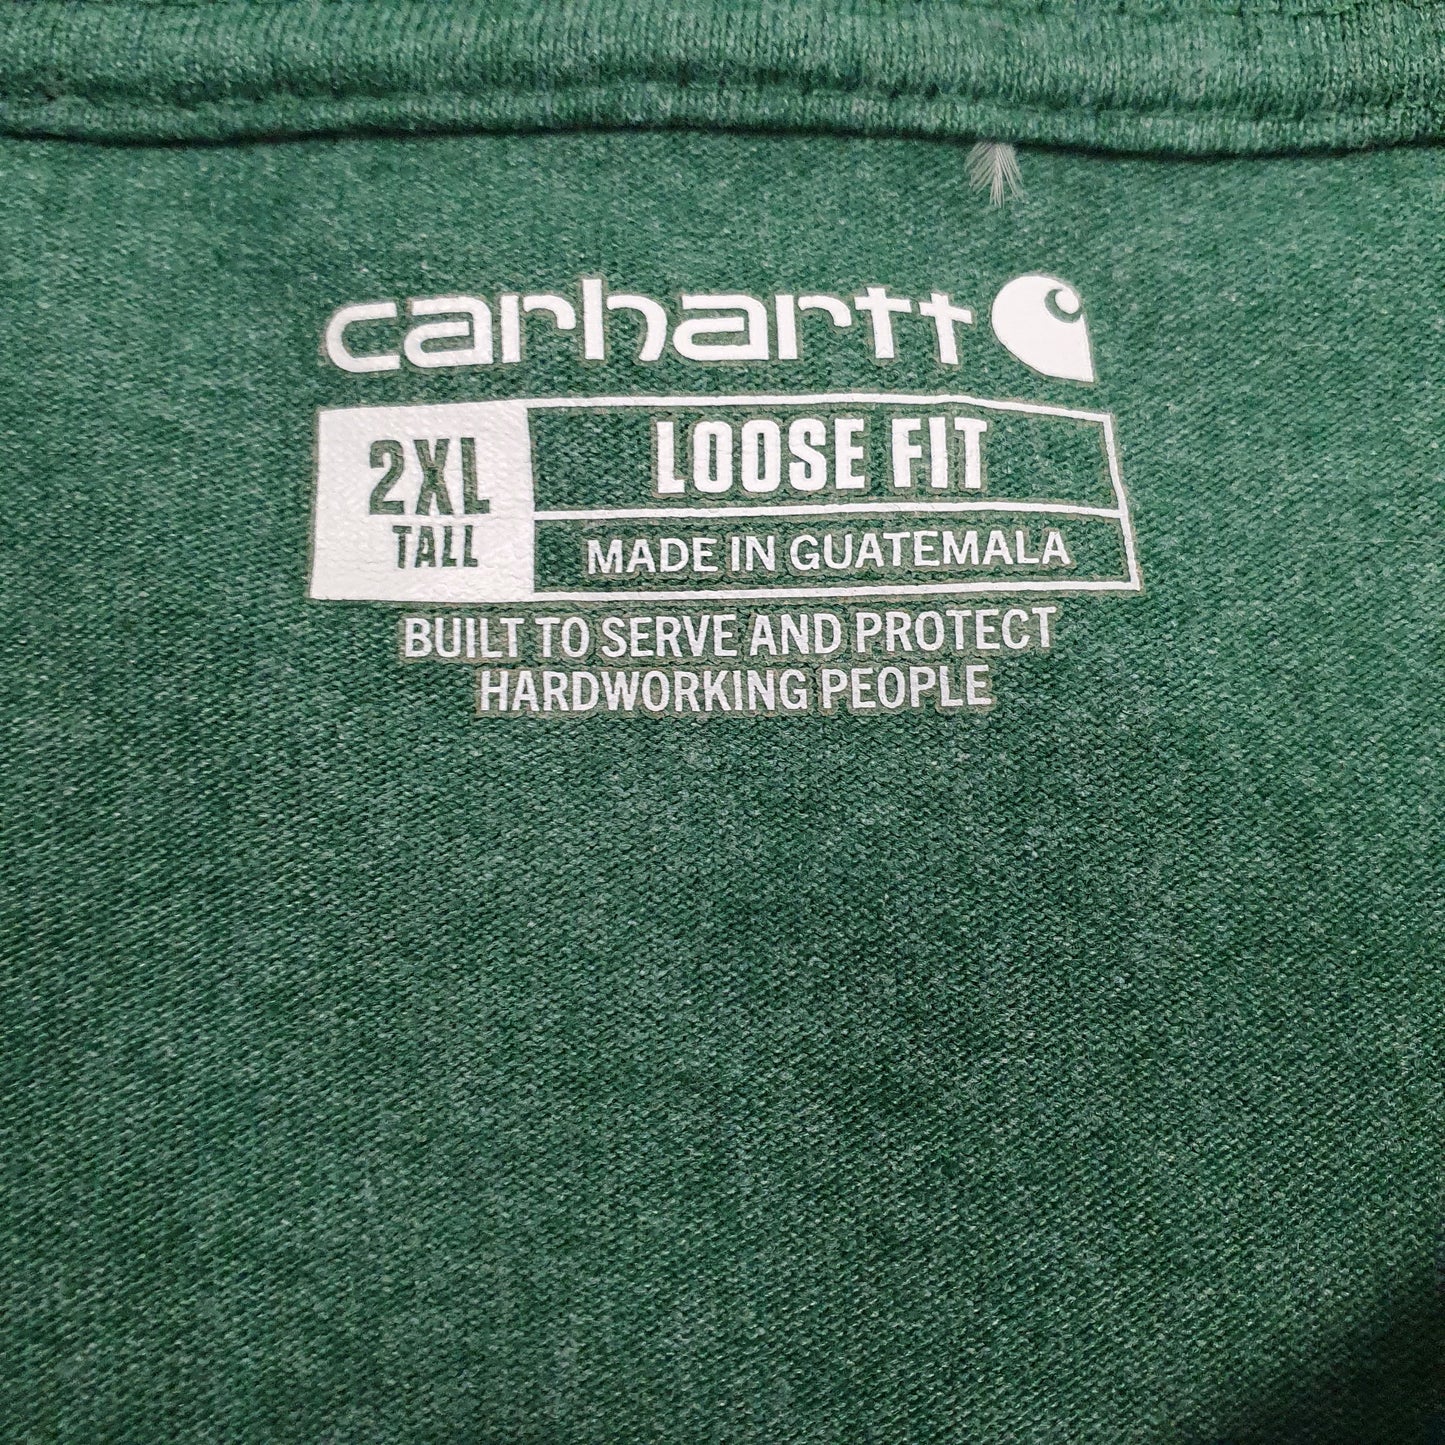 carhartt
2XL
TALL
LOOSE FIT
MADE IN GUATEMALA
BUILT TO SERVE AND PROTECT
HARDWORKING PEOPLE